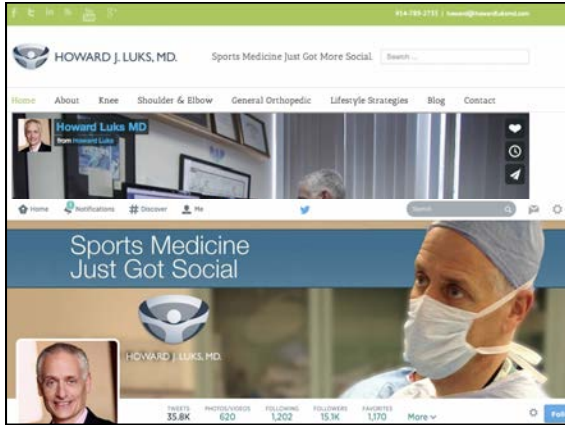 914-789-2735 | howard@howardluksmd.com
HOWARD J. LUKS, MD.
Sports Medicine Just Got More Social.
Search ...
Home About Knee Shoulder & Elbow General Orthopedic Lifestyle Strategies Blog Contact
Howard Luks MD
from Howard Luks
Home Notifications # Discover Me
Search
Sports Medicine
Just Got Social
HOWARD J. LUKS, MD.
TWEETS PHOTOS/VIDEOS FOLLOWING FOLLOWERS FAVORITES
35.8K 620 1,202 15.1K 1,170 More